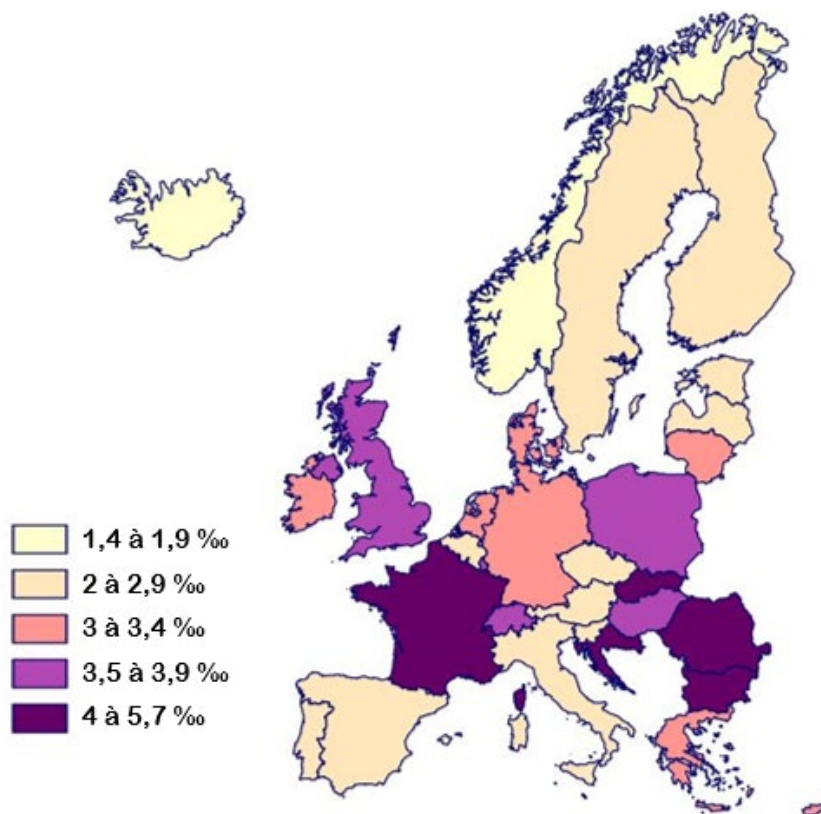 1,4 à 1,9 ‰
2 à 2,9 ‰
3 à 3,4 ‰
3,5 à 3,9 ‰
4 à 5,7 ‰